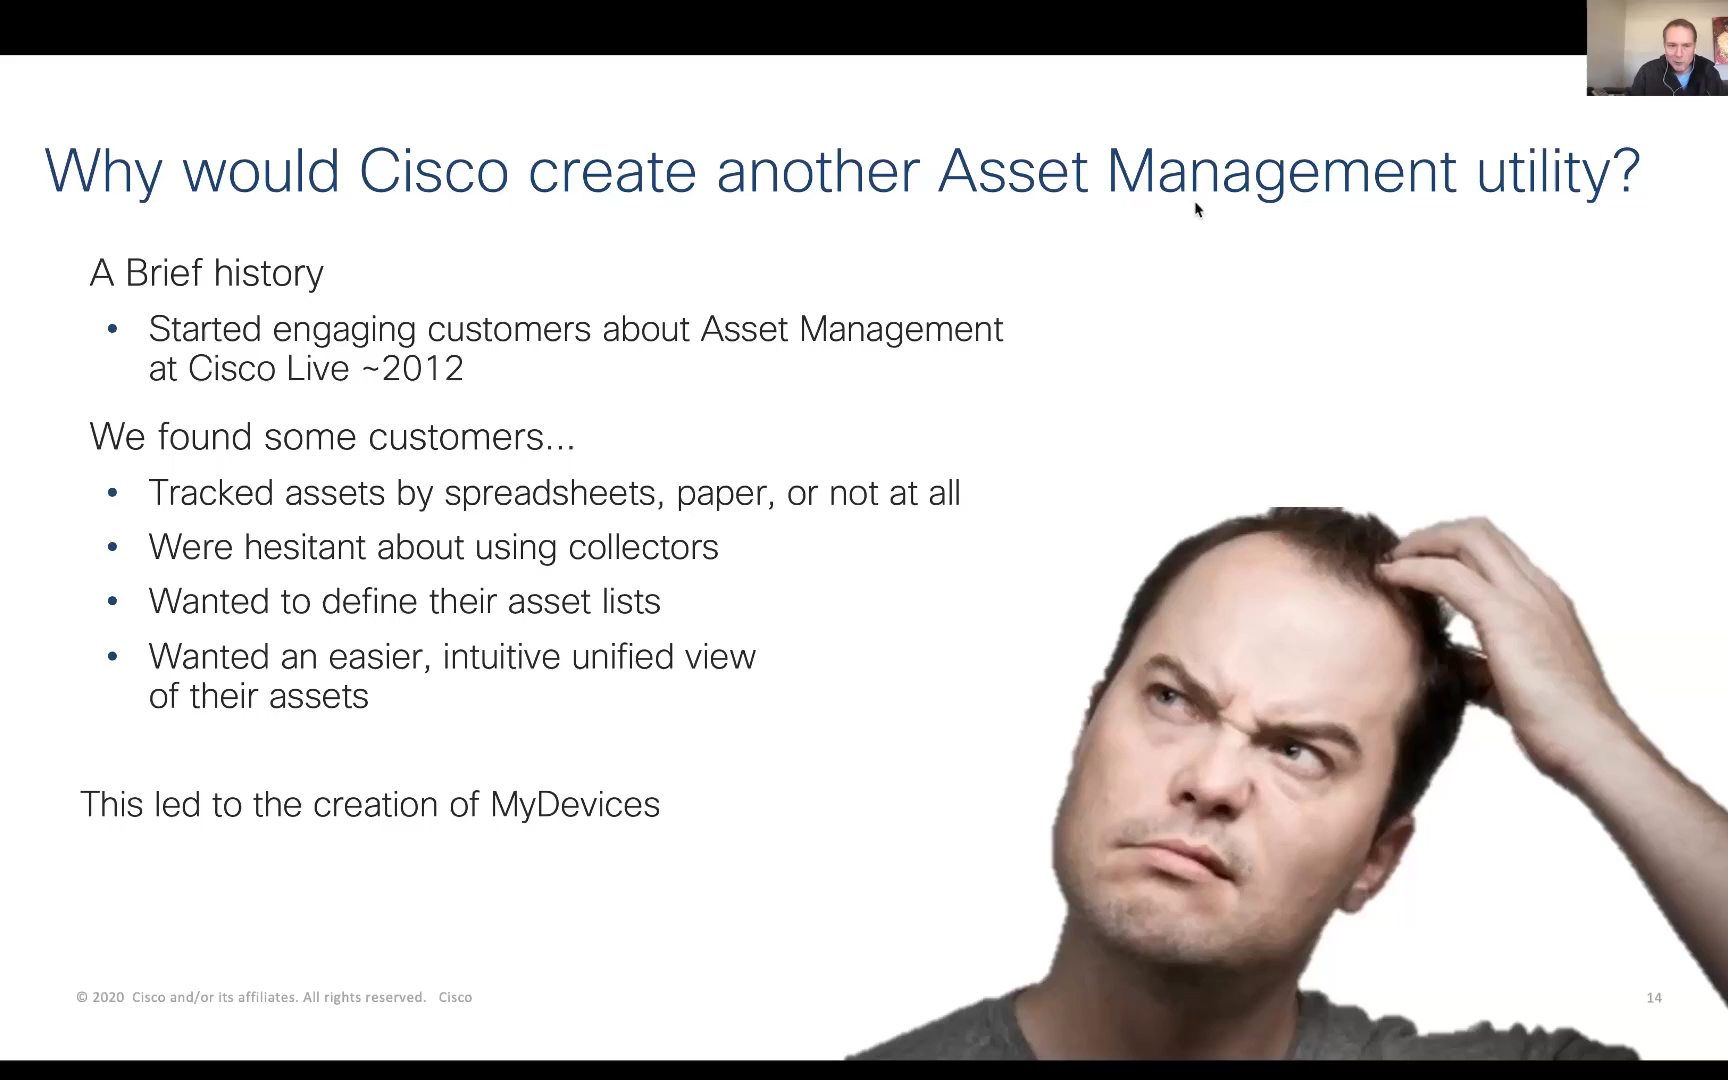 Why would Cisco create another Asset Management utility?
A Brief history
• Started engaging customers about Asset Management
at Cisco Live ~2012
We found some customers...
• Tracked assets by spreadsheets, paper, or not at all
• Were hesitant about using collectors
• Wanted to define their asset lists
• Wanted an easier, intuitive unified view
of their assets
This led to the creation of MyDevices
© 2020 Cisco and/or its affiliates. All rights reserved. Cisco
14